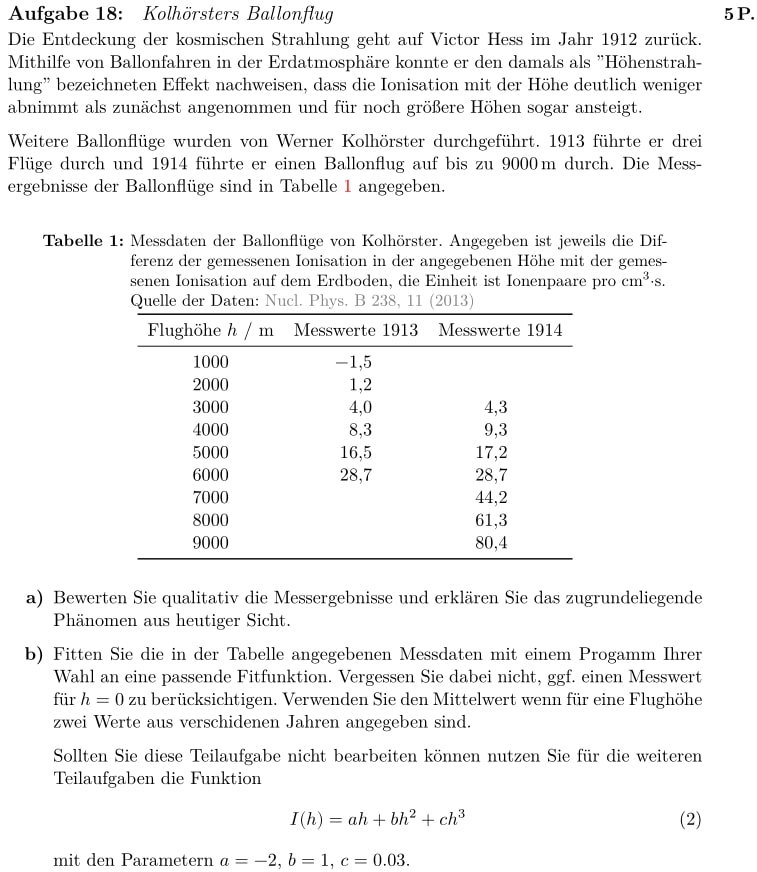 Aufgabe 18: Kolhörsters Ballonflug 5 P.
Die Entdeckung der kosmischen Strahlung geht auf Victor Hess im Jahr 1912 zurück.
Mithilfe von Ballonfahren in der Erdatmosphäre konnte er den damals als ”Höhenstrah-
lung” bezeichneten Effekt nachweisen, dass die Ionisation mit der Höhe deutlich weniger
abnimmt als zunächst angenommen und für noch größere Höhen sogar ansteigt.
Weitere Ballonflüge wurden von Werner Kolhörster durchgeführt. 1913 führte er drei
Flüge durch und 1914 führte er einen Ballonflug auf bis zu 9000 m durch. Die Mess-
ergebnisse der Ballonflüge sind in Tabelle 1 angegeben.
Tabelle 1: Messdaten der Ballonflüge von Kolhörster. Angegeben ist jeweils die Dif-
ferenz der gemessenen Ionisation in der angegebenen Höhe mit der gemes-
senen Ionisation auf dem Erdboden, die Einheit ist Ionenpaare pro cm³·s.
Quelle der Daten: Nucl. Phys. B 238, 11 (2013)
Flughöhe h / m Messwerte 1913 Messwerte 1914
1000 −1,5
2000 1,2
3000 4,0 4,3
4000 8,3 9,3
5000 16,5 17,2
6000 28,7 28,7
7000 44,2
8000 61,3
9000 80,4
a) Bewerten Sie qualitativ die Messergebnisse und erklären Sie das zugrundeliegende
Phänomen aus heutiger Sicht.
b) Fitten Sie die in der Tabelle angegebenen Messdaten mit einem Progamm Ihrer
Wahl an eine passende Fitfunktion. Vergessen Sie dabei nicht, ggf. einen Messwert
für h = 0 zu berücksichtigen. Verwenden Sie den Mittelwert wenn für eine Flughöhe
zwei Werte aus verschidenen Jahren angegeben sind.
Sollten Sie diese Teilaufgabe nicht bearbeiten können nutzen Sie für die weiteren
Teilaufgaben die Funktion
I(h) = ah + bh² + ch³ (2)
mit den Parametern a = −2, b = 1, c = 0.03.